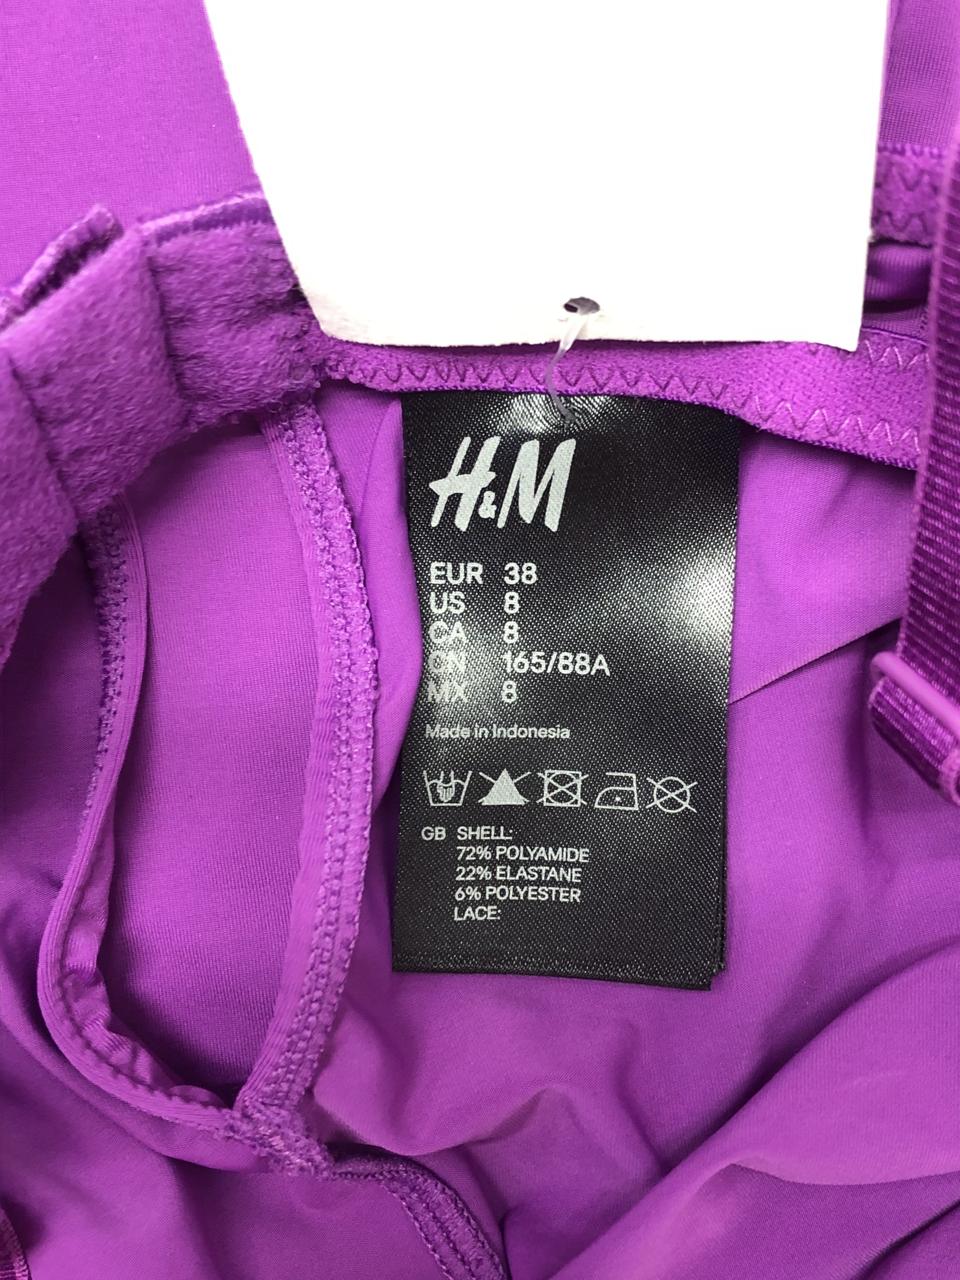 H&M
EUR 38
US 8
CA 8
CN 165/88A
MX 8
Made in Indonesia
GB SHELL:
72% POLYAMIDE
22% ELASTANE
6% POLYESTER
LACE: